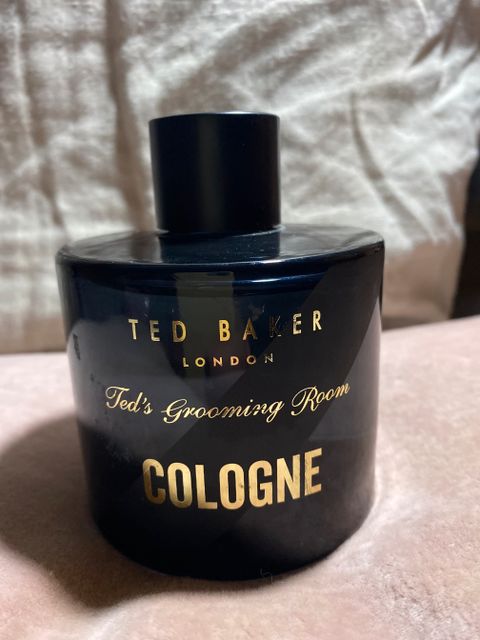 TED BAKER
LONDON
Ted's Grooming Room
COLOGNE